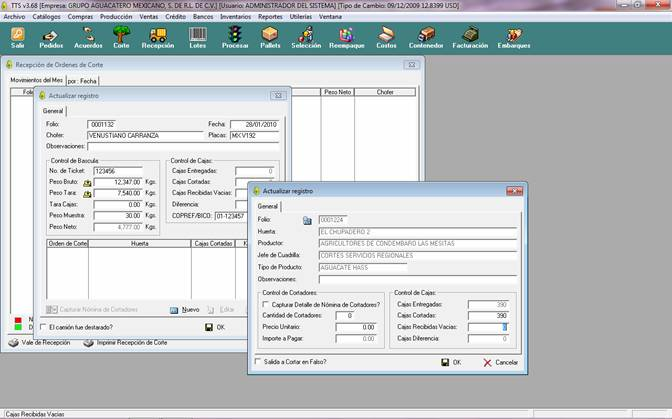 TTS v3.68 [Empresa: GRUPO AGUACATERO MEXICANO, S. DE R.L. DE C.V.] [Usuario: ADMINISTRADOR DEL SISTEMA] [Tipo de Cambio: 09/12/2009 12.8399 USD]
Archivo Catálogos Compras Producción Ventas Crédito Bancos Inventarios Reportes Utilerías Ventana
Salir Pedidos Acuerdos Corte Recepción Lotes Procesar Pallets Selección Reempaque Costos Contenedor Facturación Embarques
Recepción de Ordenes de Corte
Movimientos del Mes por: Fecha
Folio Peso Neto Chofer
Actualizar registro
General
Folio: 0001132 Fecha: 28/01/2010
Chofer: VENUSTIANO CARRANZA Placas: MXV192
Observaciones:
Control de Bascula: Control de Cajas:
No. de Ticket: 123456 Cajas Entregadas: 0
Peso Bruto: 12,347.00 Kgs. Cajas Cortadas:
Peso Tara: 7,540.00 Kgs. Cajas Recibidas Vacias:
Tara Cajas: 0.00 Kgs. Diferencia:
Peso Muestra: 30.00 Kgs. COPREF/BICO: 01-123457
Peso Neto: 4,777.00 Kgs.
Orden de Corte Huerta Cajas Cortadas K
Capturar Nómina de Cortadores Nuevo Editar
El camión fue destarado? OK
N
D
Vale de Recepción Imprimir Recepción de Corte
Actualizar registro
General
Folio: 0001224
Huerta: EL CHUPADERO 2
Productor: AGRICULTORES DE CONDEMBARO LAS MESITAS
Jefe de Cuadilla: CORTES SERVICIOS REGIONALES
Tipo de Producto: AGUACATE HASS
Observaciones:
Control de Cortadores: Control de Cajas:
Capturar Detalle de Nómina de Cortadores? Cajas Entregadas: 390
Cantidad de Cortadores: 0 Cajas Cortadas: 390
Precio Unitario: 0.00 Cajas Recibidas Vacias: 0
Importe a Pagar: 0.00 Cajas Diferencia: 0
Salida a Cortar en Falso? OK Cancelar
Cajas Recibidas Vacias